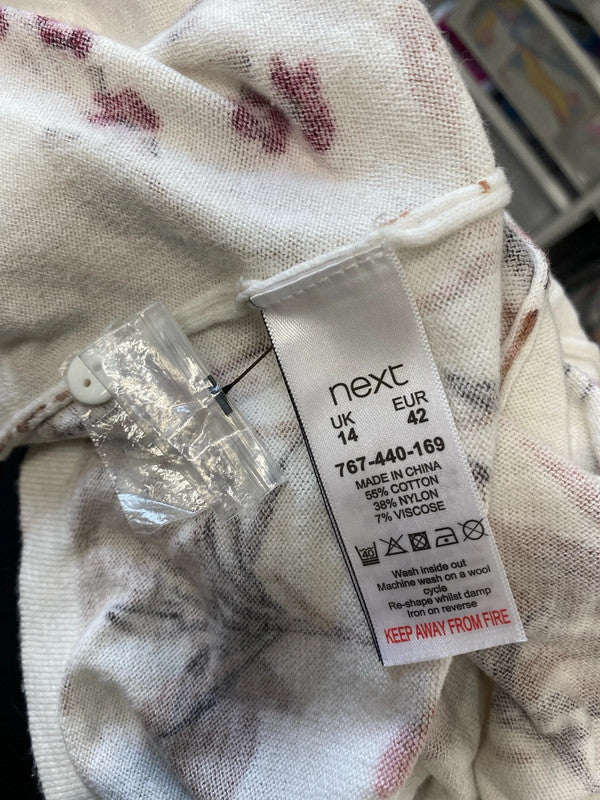 next
UK EUR
14 42
767-440-169
MADE IN CHINA
55% COTTON
38% NYLON
7% VISCOSE
40
Wash inside out
Machine wash on a wool
cycle
Re-shape whilst damp
Iron on reverse
KEEP AWAY FROM FIRE